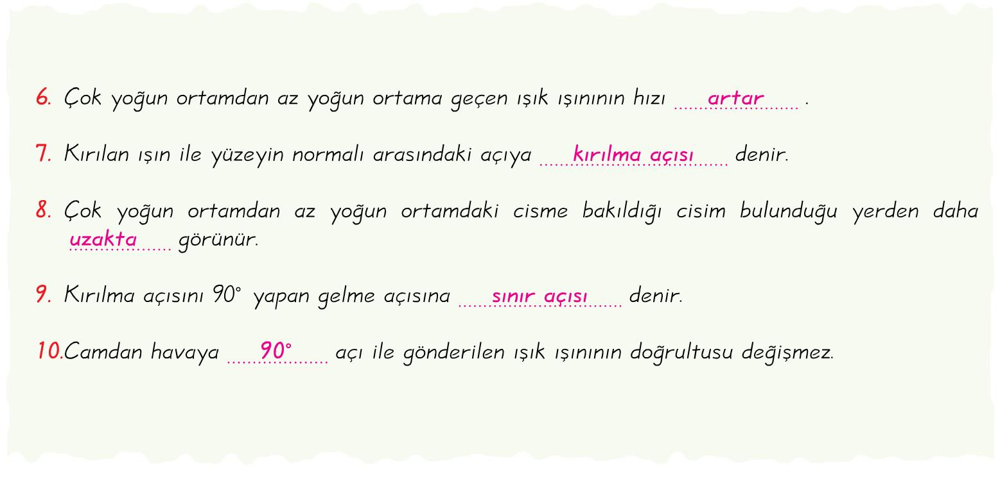 6. Çok yoğun ortamdan az yoğun ortama geçen ışık ışınının hızı artar .
7. Kırılan ışın ile yüzeyin normalı arasındaki açıya kırılma açısı denir.
8. Çok yoğun ortamdan az yoğun ortamdaki cisme bakıldığı cisim bulunduğu yerden daha
uzakta görünür.
9. Kırılma açısını 90° yapan gelme açısına sınır açısı denir.
10.Camdan havaya 90° açı ile gönderilen ışık ışınının doğrultusu değişmez.